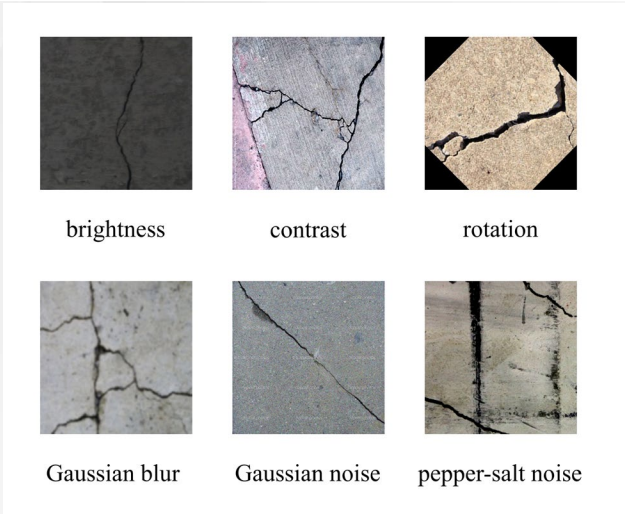 brightness
contrast
rotation
Gaussian blur
Gaussian noise
pepper-salt noise